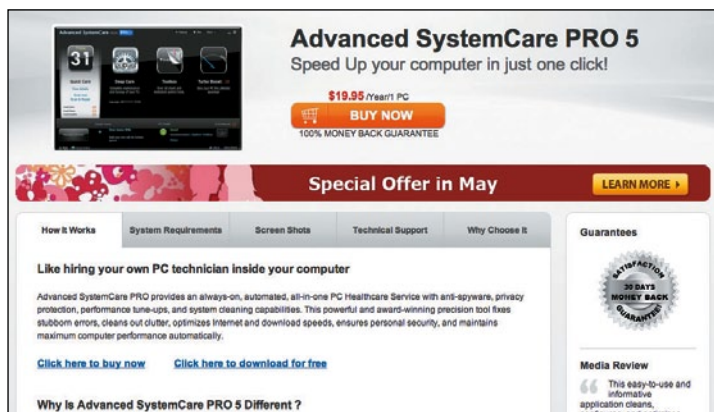 Advanced SystemCare PRO 5
Speed Up your computer in just one click!
$19.95 /Year/1 PC
BUY NOW
100% MONEY BACK GUARANTEE
Special Offer in May
LEARN MORE
How It Works
System Requirements
Screen Shots
Technical Support
Why Choose It
Like hiring your own PC technician inside your computer
Advanced SystemCare PRO provides an always-on, automated, all-in-one PC Healthcare Service with anti-spyware, privacy
protection, performance tune-ups, and system cleaning capabilities. This powerful and award-winning precision tool fixes
stubborn errors, cleans out clutter, optimizes Internet and download speeds, ensures personal security, and maintains
maximum computer performance automatically.
Click here to buy now
Click here to download for free
Why Is Advanced SystemCare PRO 5 Different ?
Guarantees
SATISFACTION
30 DAYS
MONEY BACK
GUARANTEE
Media Review
This easy-to-use and
informative
application cleans,